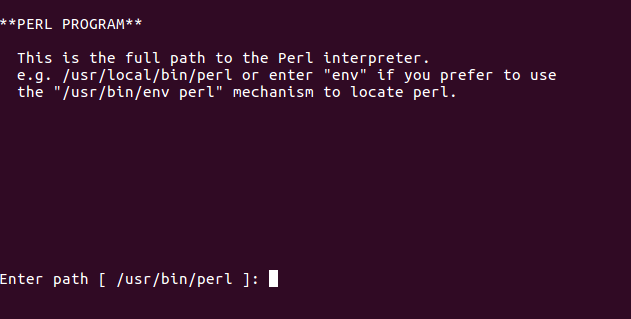 **PERL PROGRAM**
This is the full path to the Perl interpreter.
e.g. /usr/local/bin/perl or enter "env" if you prefer to use
the "/usr/bin/env perl" mechanism to locate perl.
Enter path [ /usr/bin/perl ]: